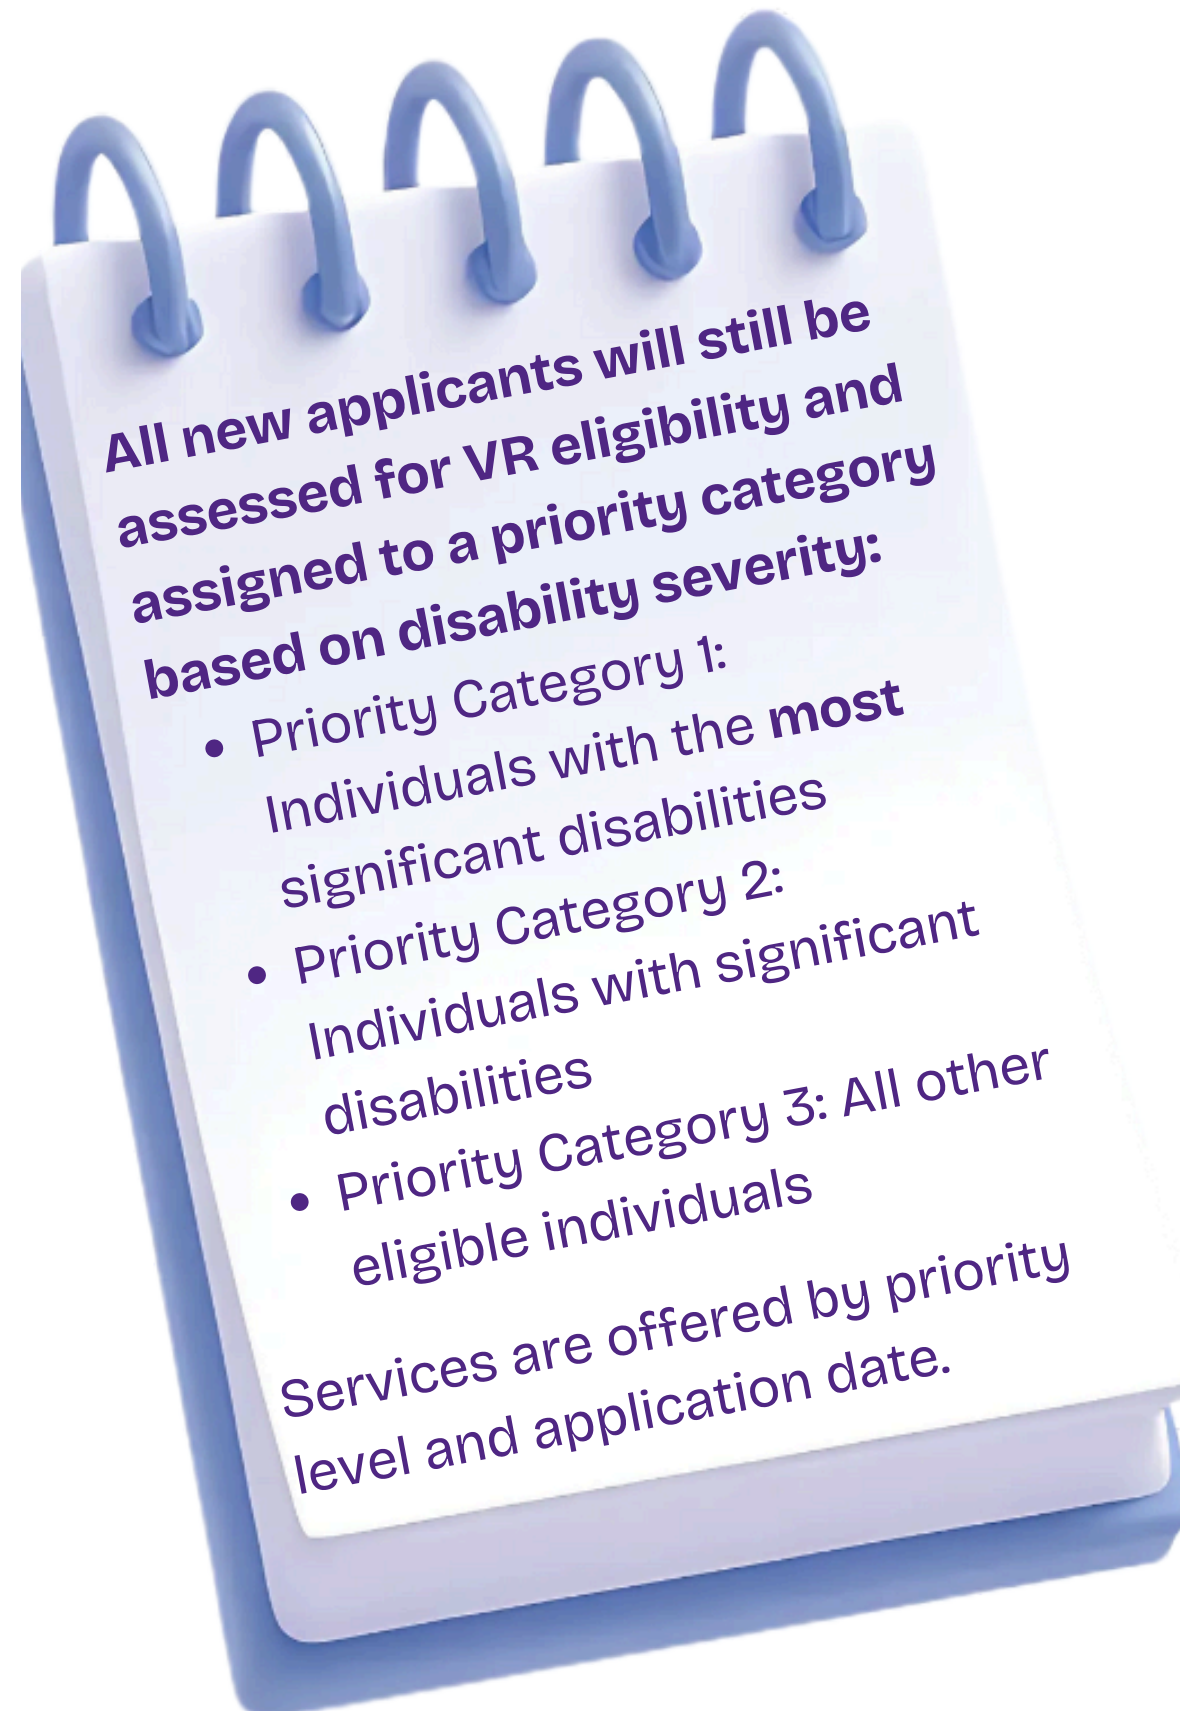 All new applicants will still be
assessed for VR eligibility and
assigned to a priority category
based on disability severity:
• Priority Category 1:
Individuals with the most
significant disabilities
• Priority Category 2:
Individuals with significant
disabilities
• Priority Category 3: All other
eligible individuals
Services are offered by priority
level and application date.